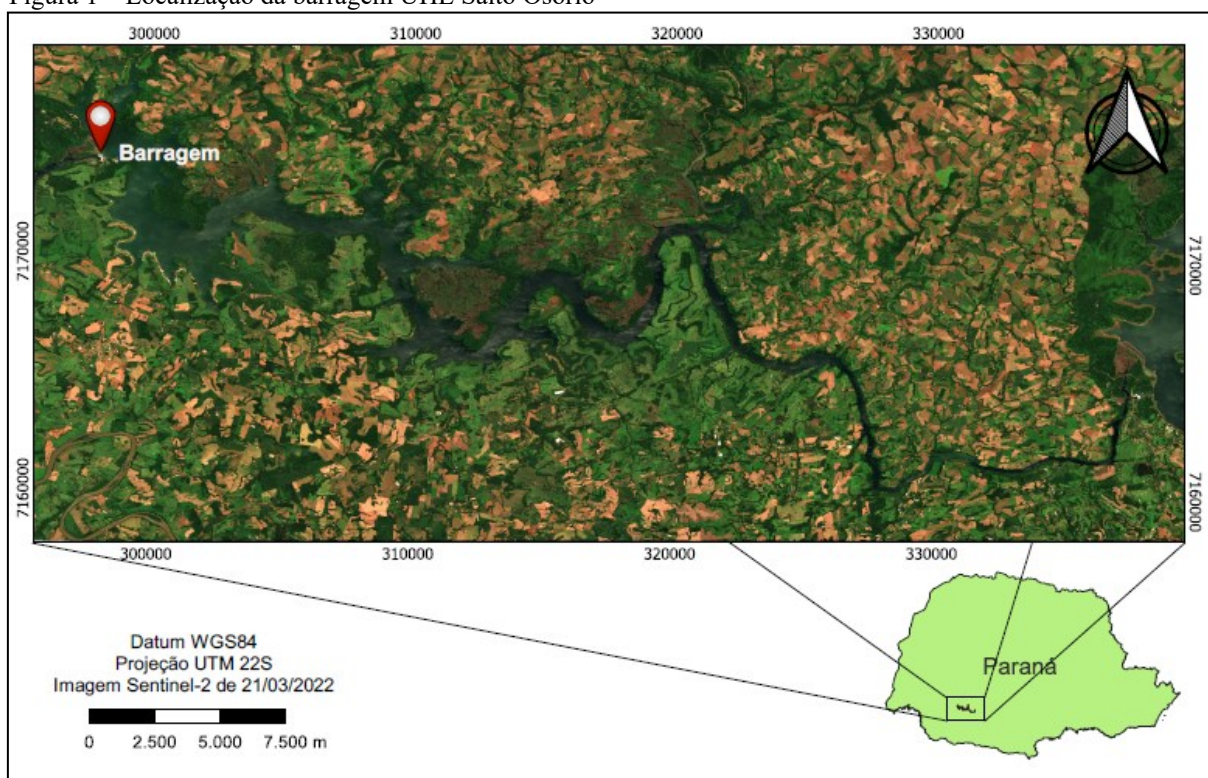 Figura 1 – Localização da barragem UHE Salto Osório
300000 310000 320000 330000
Barragem
7170000
7170000
7160000
7160000
300000 310000 320000 330000
Paraná
Datum WGS84
Projeção UTM 22S
Imagem Sentinel-2 de 21/03/2022
0 2.500 5.000 7.500 m